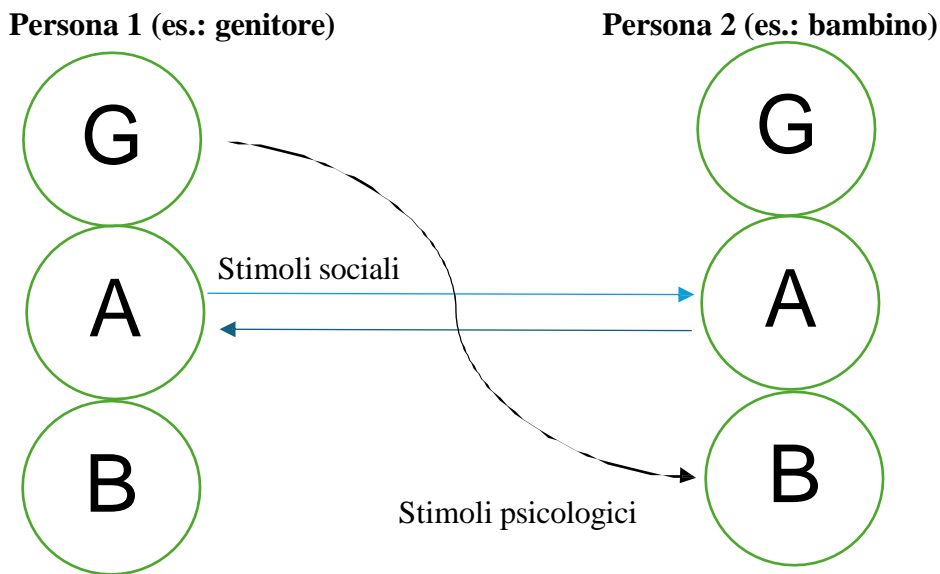 Persona 1 (es.: genitore)
Persona 2 (es.: bambino)
G
G
Stimoli sociali
A
A
B
B
Stimoli psicologici